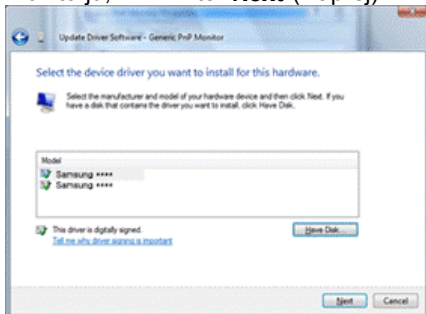 Next
Update Driver Software - Generic PnP Monitor
Select the device driver you want to install for this hardware.
Select the manufacturer and model of your hardware device and then click Next. If you
have a disk that contains the driver you want to install, click Have Disk.
Model
Samsung ****
Samsung ****
This driver is digitally signed.
Have Disk...
Tell me why driver signing is important
Next
Cancel